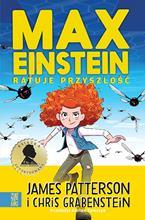 MAX
EINSTEIN
RATUJE PRZYSZŁOŚĆ
JAMES PATTERSON
I CHRIS GRABENSTEIN